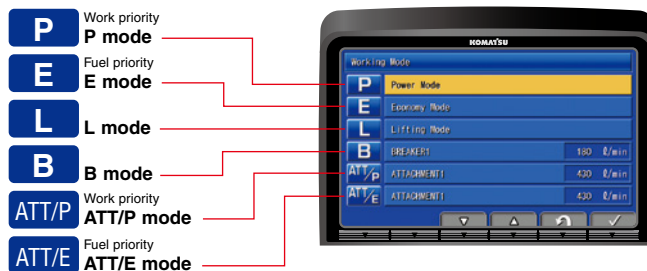 P
Work priority
P mode
E
Fuel priority
E mode
L
L mode
B
B mode
ATT/P
Work priority
ATT/P mode
ATT/E
Fuel priority
ATT/E mode
KOMATSU
Working Mode
P Power Mode
E Economy Mode
L Lifting Mode
B BREAKER1 180 ℓ/min
ATT/P ATTACHMENT1 430 ℓ/min
ATT/E ATTACHMENT1 430 ℓ/min